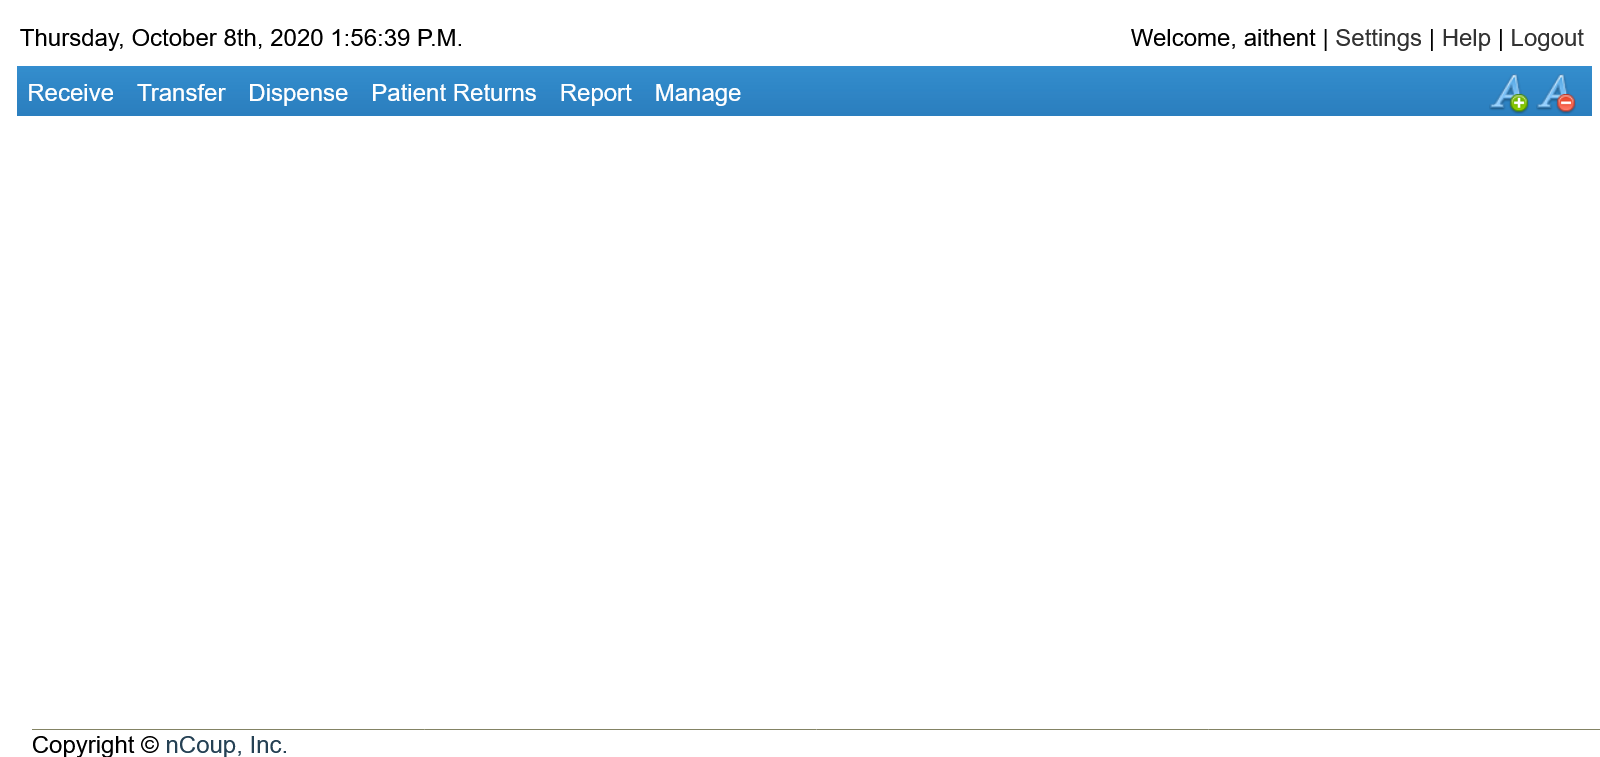 Thursday, October 8th, 2020 1:56:39 P.M. Welcome, aithent | Settings | Help | Logout
Receive Transfer Dispense Patient Returns Report Manage A A
Copyright © nCoup, Inc.